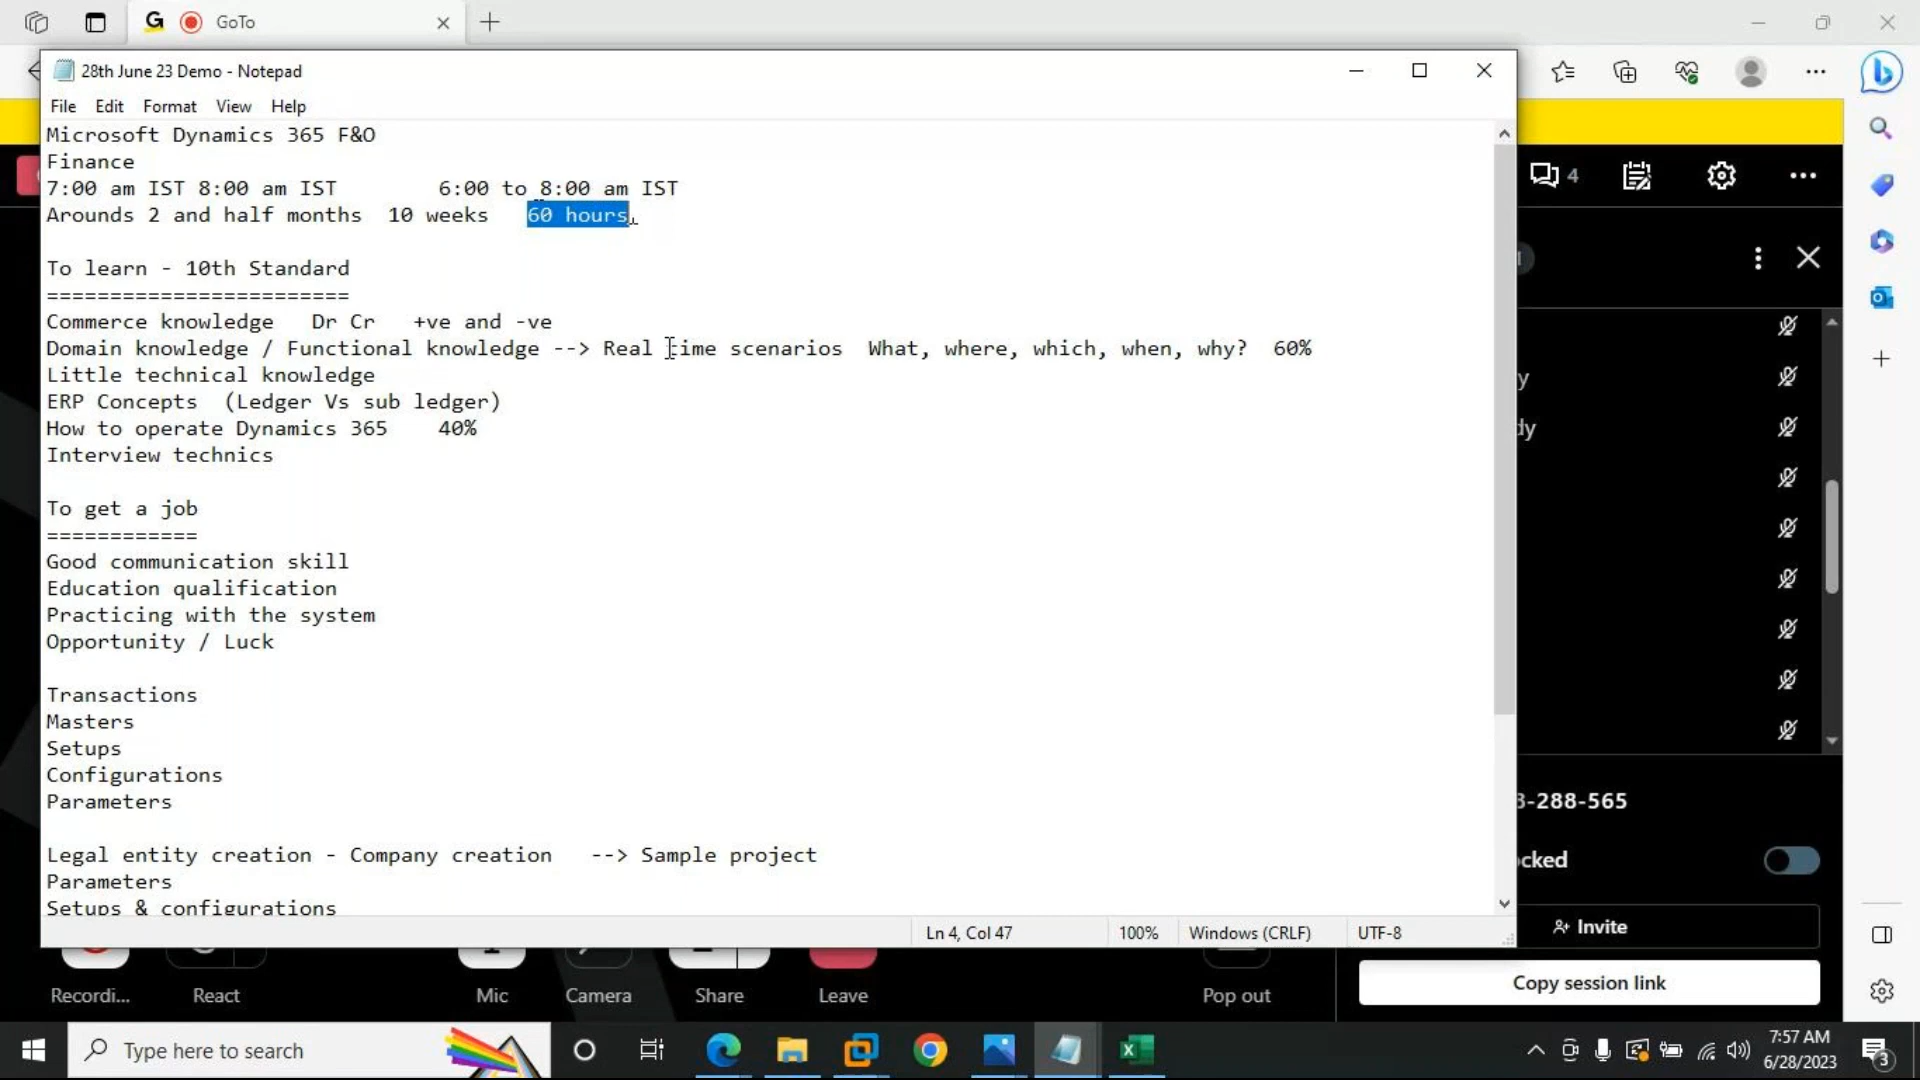 GoTo
28th June 23 Demo - Notepad
File Edit Format View Help
Microsoft Dynamics 365 F&O
Finance
7:00 am IST 8:00 am IST 6:00 to 8:00 am IST
Arounds 2 and half months 10 weeks 60 hours
To learn - 10th Standard
========================
Commerce knowledge Dr Cr +ve and -ve
Domain knowledge / Functional knowledge --> Real time scenarios What, where, which, when, why? 60%
Little technical knowledge
ERP Concepts (Ledger Vs sub ledger)
How to operate Dynamics 365 40%
Interview technics
To get a job
============
Good communication skill
Education qualification
Practicing with the system
Opportunity / Luck
Transactions
Masters
Setups
Configurations
Parameters
Legal entity creation - Company creation --> Sample project
Parameters
Setups & configurations
Ln 4, Col 47 100% Windows (CRLF) UTF-8
4
y
dy
3-288-565
ocked
Invite
Copy session link
Recordi... React Mic Camera Share Leave Pop out
Type here to search
7:57 AM
6/28/2023
3